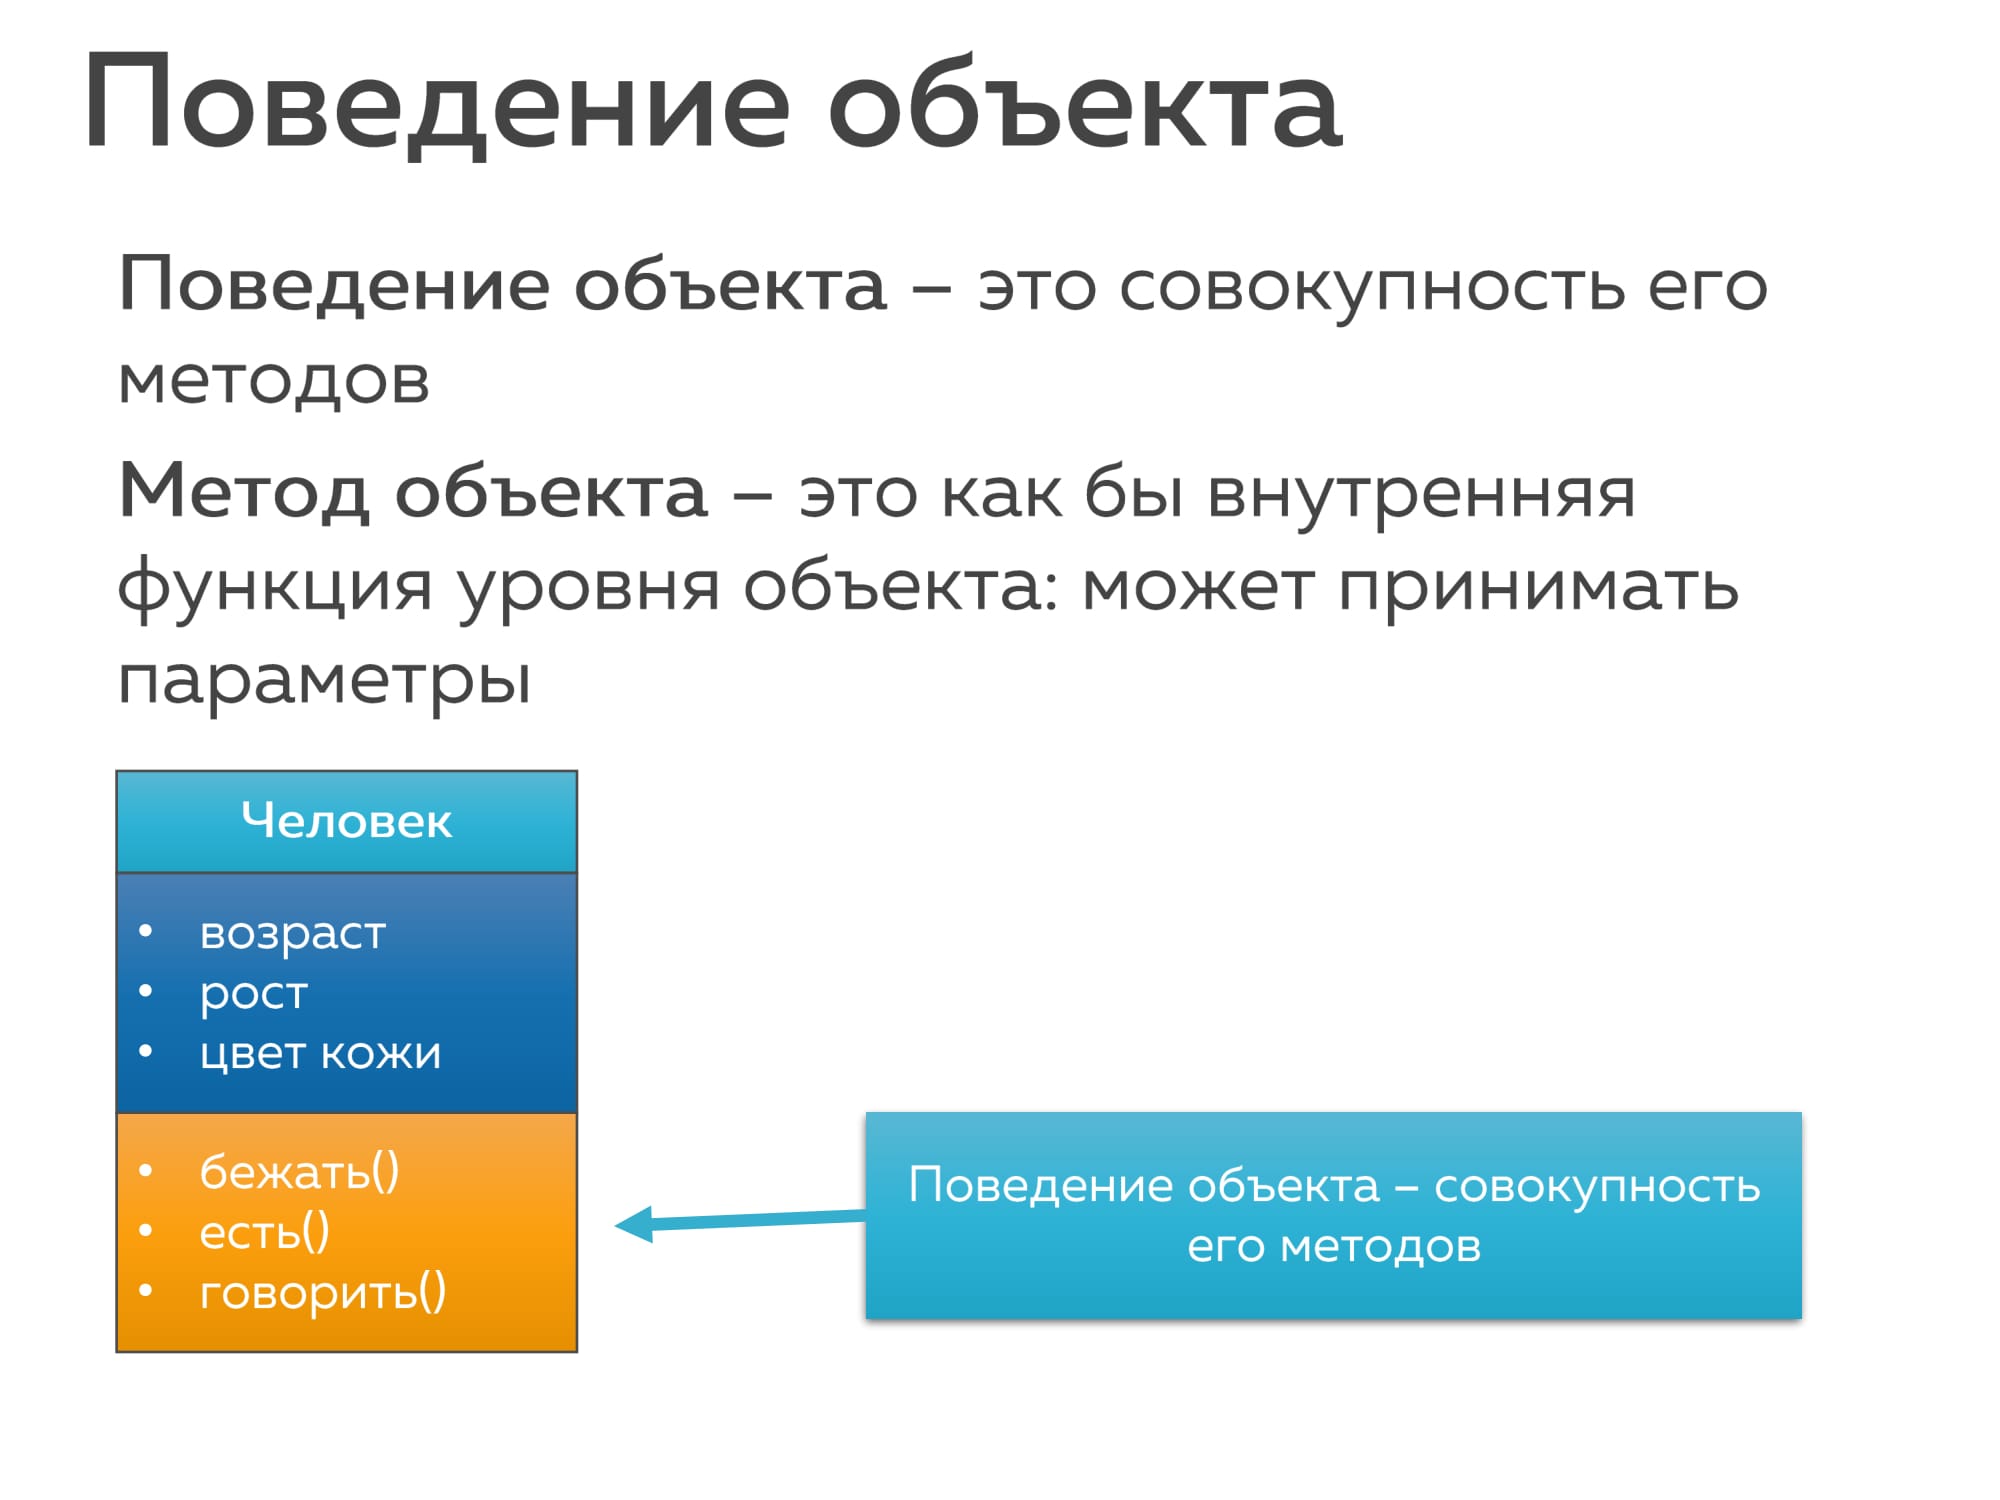 Поведение объекта
Поведение объекта – это совокупность его
методов
Метод объекта – это как бы внутренняя
функция уровня объекта: может принимать
параметры
Человек
• возраст
• рост
• цвет кожи
• бежать()
• есть()
• говорить()
Поведение объекта – совокупность
его методов